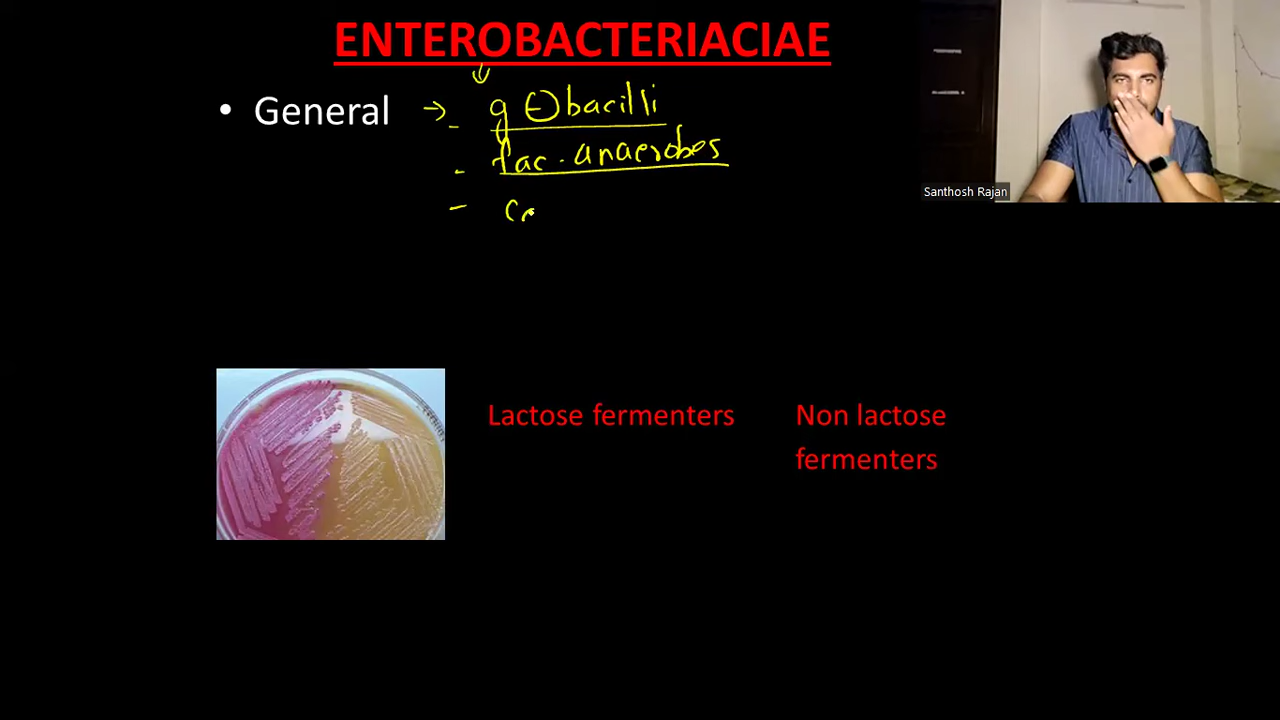 ENTEROBACTERIACIAE
• General → - g ⊖ bacilli
- fac. anaerobes
-
Santhosh Rajan
Lactose fermenters
Non lactose
fermenters